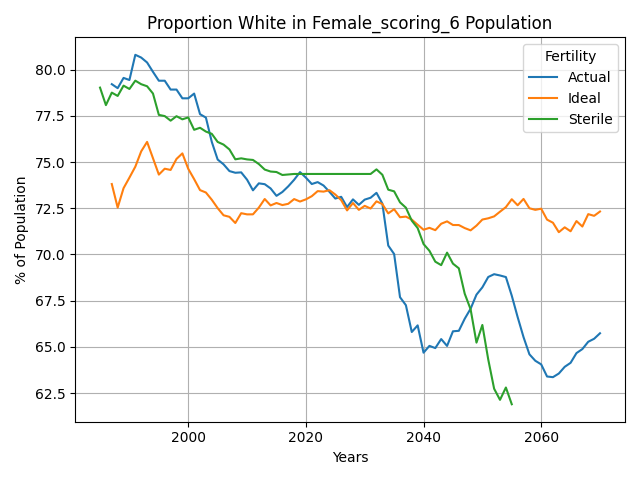 Proportion White in Female_scoring_6 Population
Fertility
Actual
Ideal
Sterile
% of Population
80.0
77.5
75.0
72.5
70.0
67.5
65.0
62.5
2000
2020
2040
2060
Years